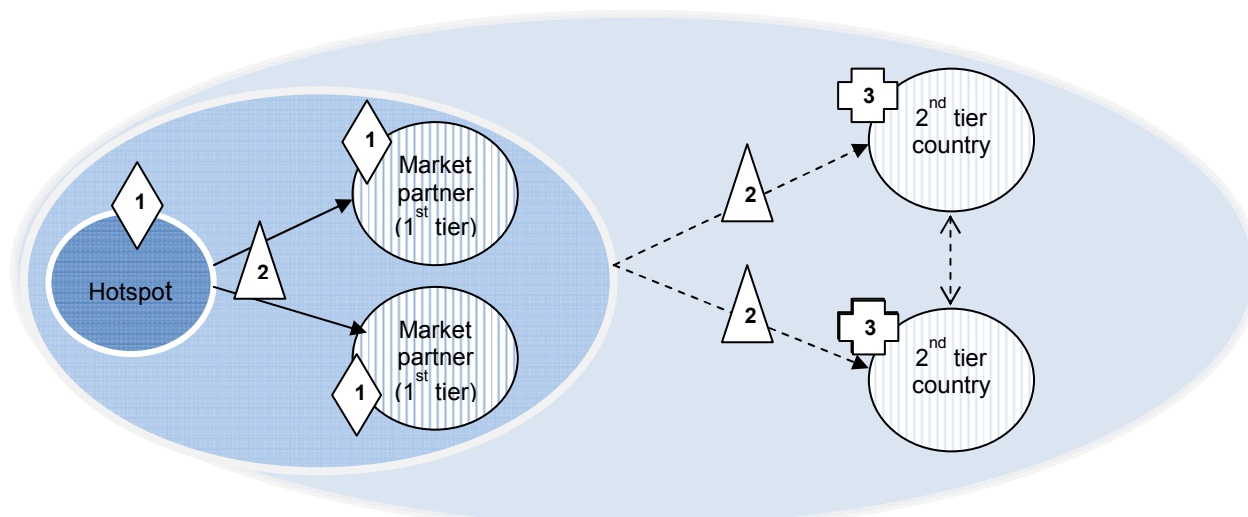 1
Hotspot
2
1
Market
partner
(1st tier)
Market
partner
(1st tier)
1
2
2
3
2nd tier
country
3
2nd tier
country